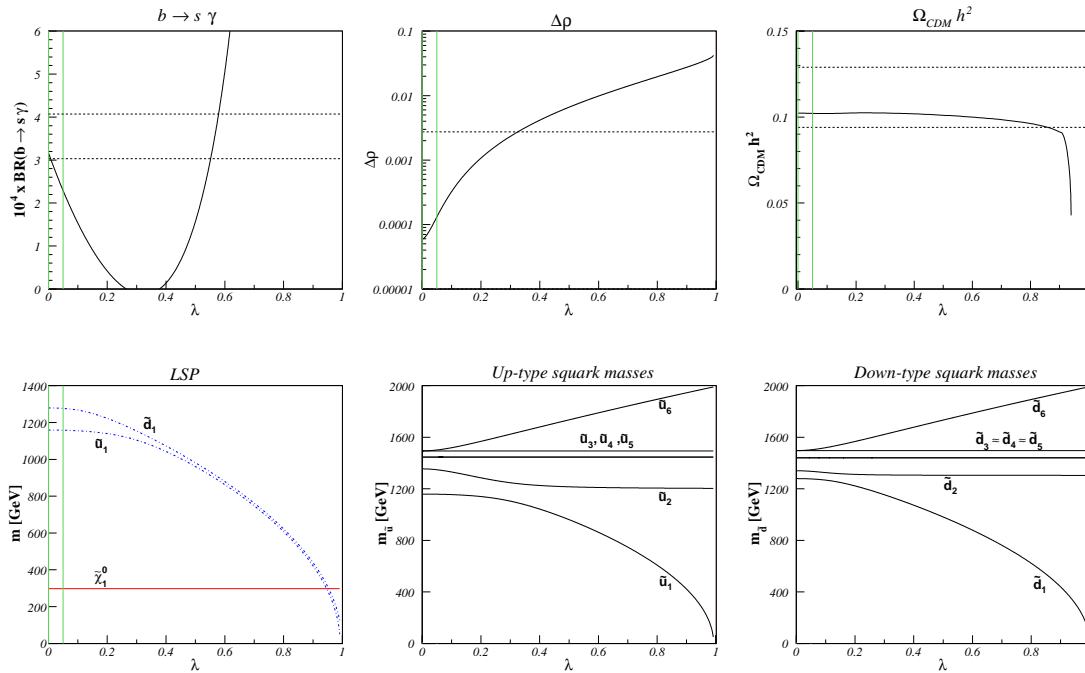 b → s γ
10⁴ x BR(b → s γ)
6
5
4
3
2
1
0
0 0.2 0.4 0.6 0.8 1
λ
Δρ
Δρ
0.1
0.01
0.001
0.0001
0.00001
0 0.2 0.4 0.6 0.8 1
λ
Ω_CDM h²
Ω_CDM h²
0.15
0.1
0.05
0
0 0.2 0.4 0.6 0.8 1
λ
LSP
m [GeV]
1400
1200
1000
800
600
400
200
0
d̃₁
ũ₁
χ̃₁⁰
0 0.2 0.4 0.6 0.8 1
λ
Up-type squark masses
m_ũ [GeV]
2000
1600
1200
800
400
0
ũ₆
ũ₃, ũ₄ ,ũ₅
ũ₂
ũ₁
0 0.2 0.4 0.6 0.8 1
λ
Down-type squark masses
m_d̃ [GeV]
2000
1600
1200
800
400
0
d̃₆
d̃₃ = d̃₄ = d̃₅
d̃₂
d̃₁
0 0.2 0.4 0.6 0.8
λ